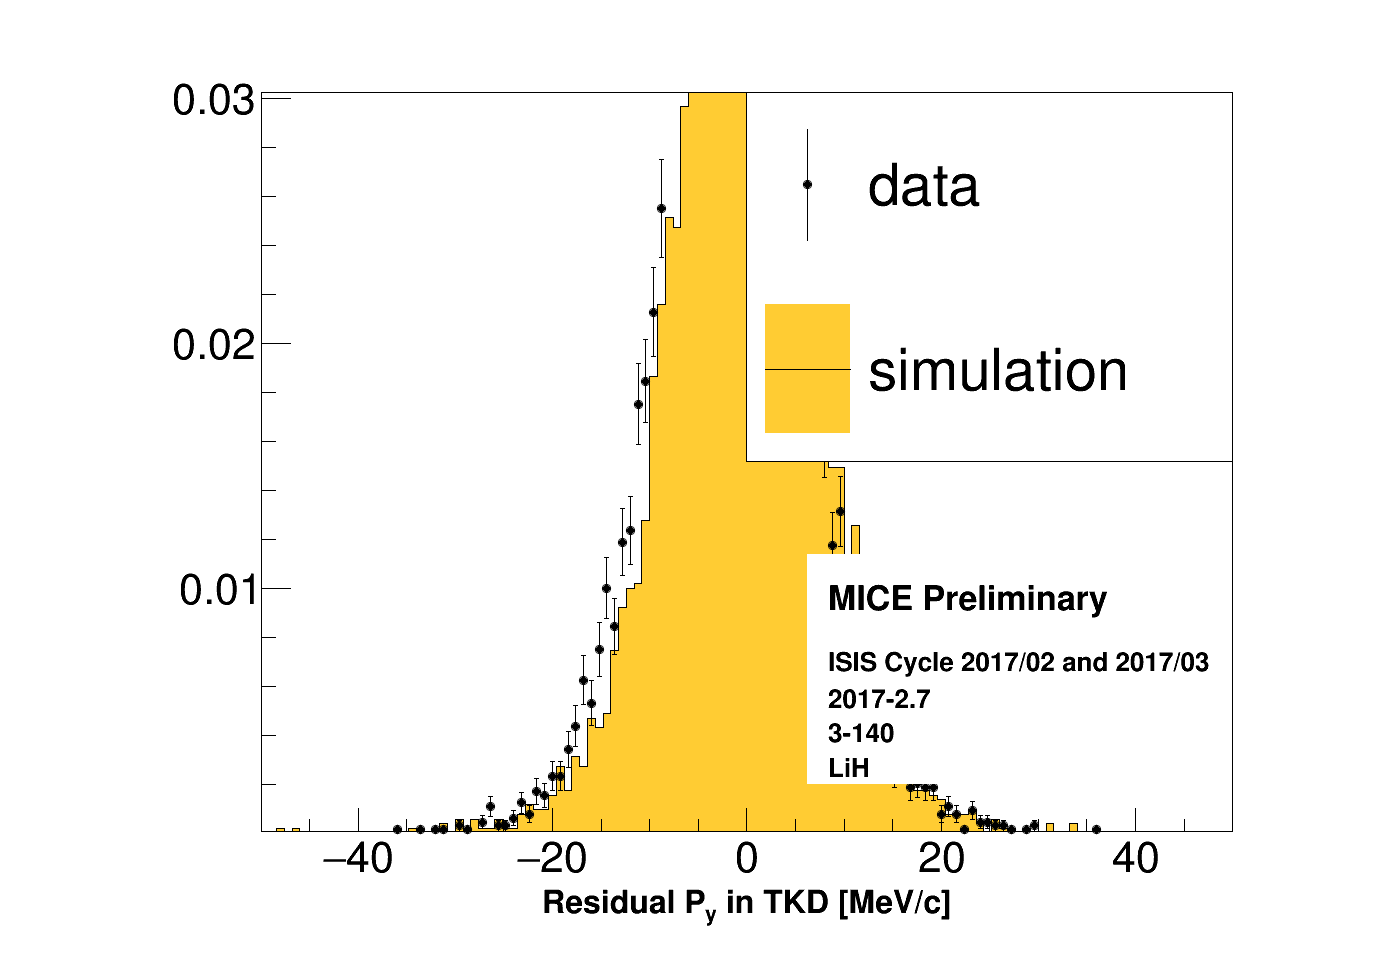 0.03
data
0.02
simulation
0.01
MICE Preliminary
ISIS Cycle 2017/02 and 2017/03
2017-2.7
3-140
LiH
−40 −20 0 20 40
Residual Py in TKD [MeV/c]